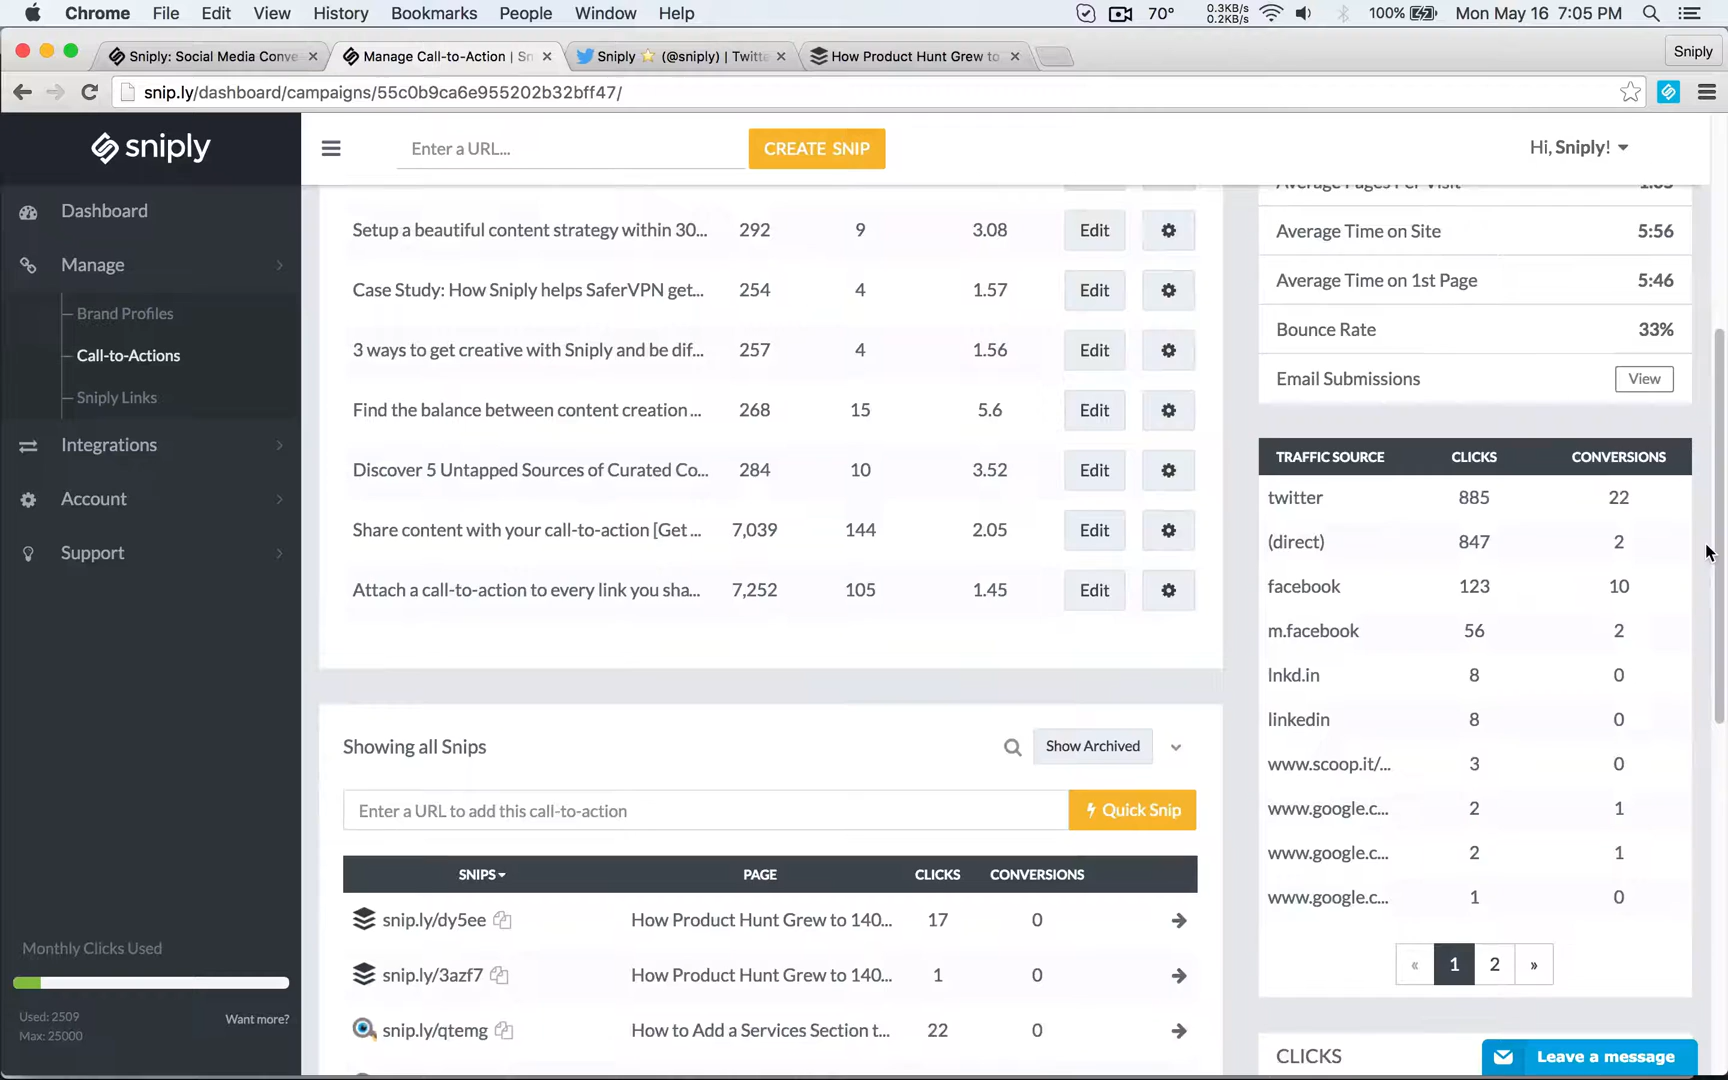 Chrome File Edit View History Bookmarks People Window Help 70° 0.3KB/s 0.2KB/s 100% Mon May 16 7:05 PM
Sniply: Social Media Conve Manage Call-to-Action | Sn Sniply ⭐ (@sniply) | Twitte How Product Hunt Grew to Sniply
snip.ly/dashboard/campaigns/55c0b9ca6e955202b32bff47/
sniply
Enter a URL... CREATE SNIP Hi, Sniply!
Dashboard
Manage
Brand Profiles
Call-to-Actions
Sniply Links
Integrations
Account
Support
Monthly Clicks Used
Used: 2509
Max: 25000
Want more?
Setup a beautiful content strategy within 30... 292 9 3.08 Edit
Case Study: How Sniply helps SaferVPN get... 254 4 1.57 Edit
3 ways to get creative with Sniply and be dif... 257 4 1.56 Edit
Find the balance between content creation ... 268 15 5.6 Edit
Discover 5 Untapped Sources of Curated Co... 284 10 3.52 Edit
Share content with your call-to-action [Get ... 7,039 144 2.05 Edit
Attach a call-to-action to every link you sha... 7,252 105 1.45 Edit
Showing all Snips Show Archived
Enter a URL to add this call-to-action Quick Snip
SNIPS PAGE CLICKS CONVERSIONS
snip.ly/dy5ee How Product Hunt Grew to 140... 17 0
snip.ly/3azf7 How Product Hunt Grew to 140... 1 0
snip.ly/qtemg How to Add a Services Section t... 22 0
Average Pages Per Visit
Average Time on Site 5:56
Average Time on 1st Page 5:46
Bounce Rate 33%
Email Submissions View
TRAFFIC SOURCE CLICKS CONVERSIONS
twitter 885 22
(direct) 847 2
facebook 123 10
m.facebook 56 2
lnkd.in 8 0
linkedin 8 0
www.scoop.it/... 3 0
www.google.c... 2 1
www.google.c... 2 1
www.google.c... 1 0
« 1 2 »
CLICKS
Leave a message